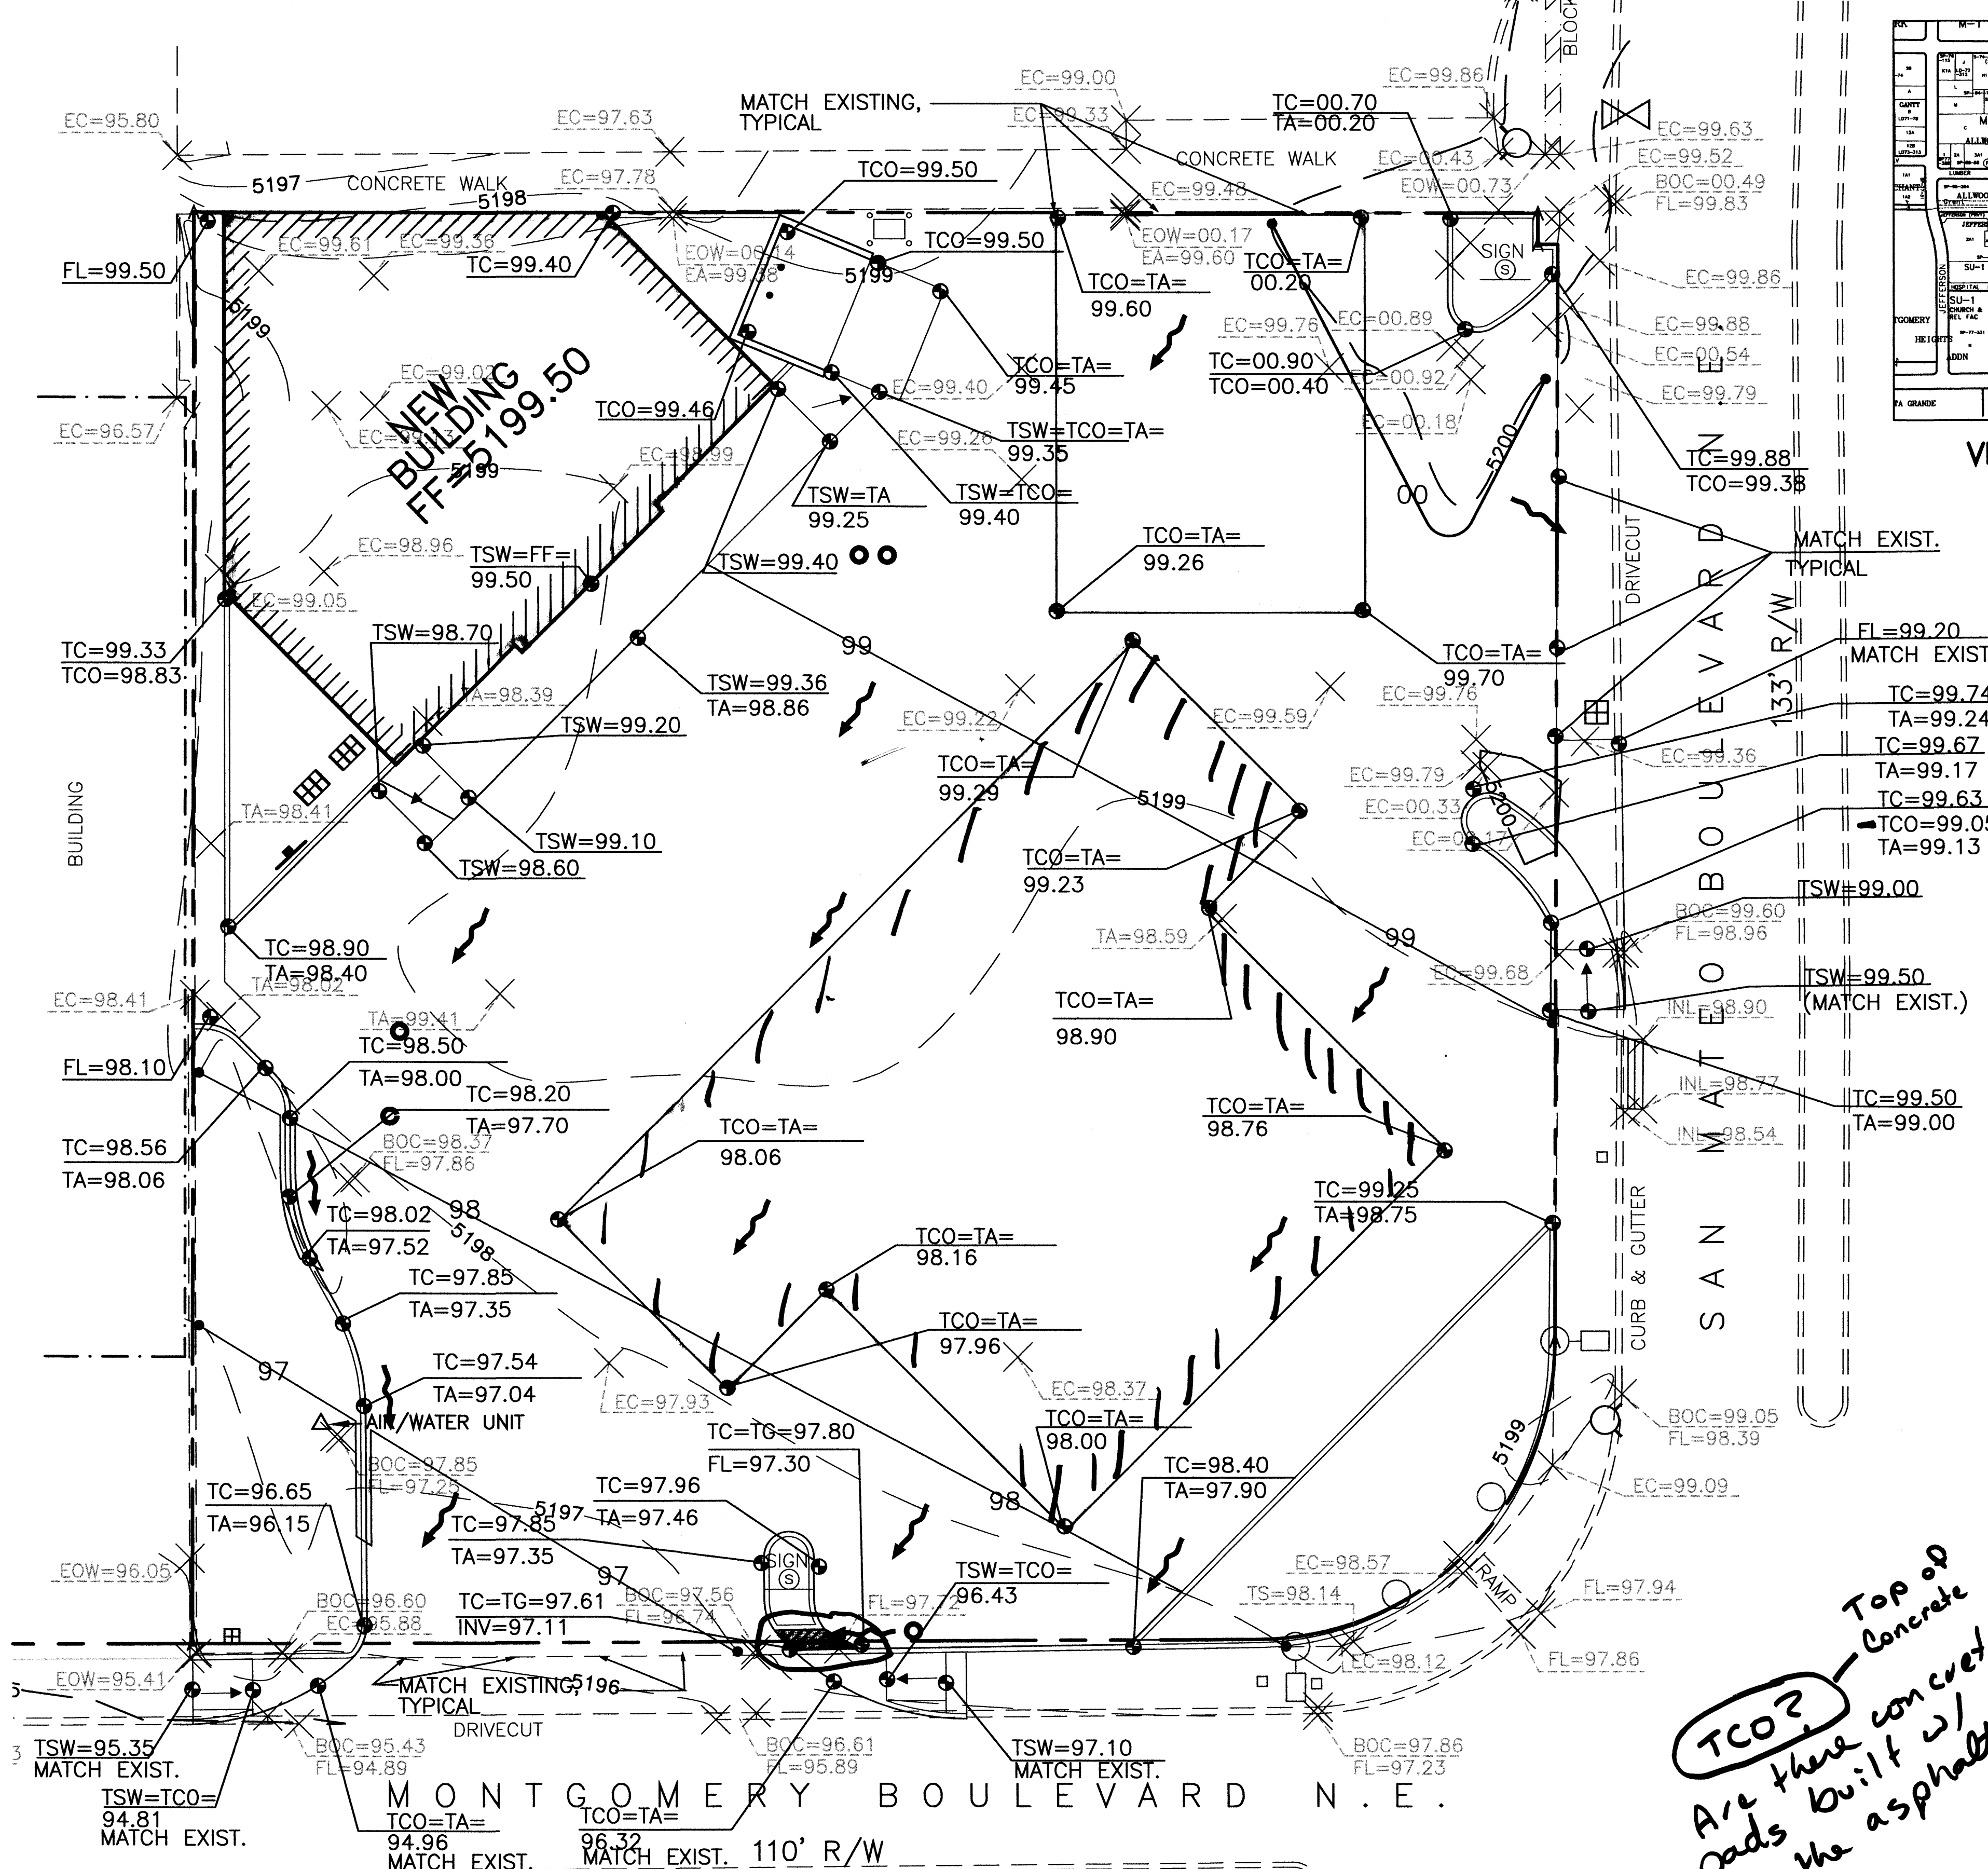 EC=95.80
EC=97.63
MATCH EXISTING,
TYPICAL
EC=99.00
EC=99.33
TC=00.70
TA=00.20
EC=99.86
EC=99.63
EC=99.52
BOC=00.49
FL=99.83
5197
CONCRETE WALK
5198
EC=97.78
TCO=99.50
CONCRETE WALK
EC=00.43
EOW=00.73
EC=99.48
FL=99.50
EC=99.61
EC=99.36
TC=99.40
EOW=00.14
EA=99.38
TCO=99.50
5199
EOW=00.17
EA=99.60
TCO=TA=
99.60
TCO=TA=
00.20
SIGN
S
EC=99.86
5199
EC=99.76
EC=00.89
EC=99.88
EC=00.54
EC=99.79
EC=99.02
NEW
BUILDING
FF=5199.50
EC=99.13
EC=96.57
5199
TCO=99.46
EC=98.99
EC=99.40
TCO=TA=
99.45
TC=00.90
TCO=00.40
EC=00.92
EC=00.18
EC=99.26
TSW=TCO=TA=
99.35
5200
00
TC=99.88
TCO=99.38
TSW=TA
99.25
TSW=TCO=
99.40
EC=98.96
TSW=FF=
99.50
TSW=99.40
TCO=TA=
99.26
MATCH EXIST.
TYPICAL
DRIVECUT
EC=99.05
TC=99.33
TCO=98.83
TSW=98.70
99
TCO=TA=
99.70
133' R/W
FL=99.20
MATCH EXIST
TA=98.39
TSW=99.36
TA=98.86
TSW=99.20
EC=99.22
EC=99.59
EC=99.76
TC=99.74
TA=99.24
TC=99.67
TA=99.17
EC=99.36
TCO=TA=
99.29
5199
EC=99.79
EC=00.33
5200
TC=99.63
TCO=99.05
TA=99.13
BUILDING
TA=98.41
TSW=99.10
TSW=98.60
TCO=TA=
99.23
TSW=99.00
TA=98.59
99
BOC=99.60
FL=98.96
TC=98.90
TA=98.40
TA=98.02
EC=99.68
TSW=99.50
(MATCH EXIST.)
EC=98.41
TA=99.41
TCO=TA=
98.90
INL=98.90
FL=98.10
TC=98.50
TA=98.00
TC=98.20
TA=97.70
INL=98.77
TC=99.50
TA=99.00
INL=98.54
TC=98.56
TA=98.06
BOC=98.37
FL=97.86
TCO=TA=
98.06
TCO=TA=
98.76
TC=99.25
TA=98.75
TC=98.02
TA=97.52
98
5198
TCO=TA=
98.16
CURB & GUTTER
SAN MATEO BOULEVARD N.E.
TC=97.85
TA=97.35
TCO=TA=
97.96
97
TC=97.54
TA=97.04
EC=97.93
EC=98.37
AIR/WATER UNIT
TC=TG=97.80
FL=97.30
TCO=TA=
98.00
BOC=99.05
FL=98.39
BOC=97.85
FL=97.25
TC=97.96
TA=97.46
TC=98.40
TA=97.90
5199
EC=99.09
TC=96.65
TA=96.15
5197
TC=97.85
TA=97.35
98
SIGN
S
EOW=96.05
97
TSW=TCO=
96.43
EC=98.57
RAMP
FL=97.94
BOC=96.60
EC=95.88
TC=TG=97.61
INV=97.11
BOC=97.56
FL=96.74
TS=98.14
EOW=95.41
MATCH EXISTING,
TYPICAL
5196
EC=98.12
FL=97.86
DRIVECUT
TSW=95.35
MATCH EXIST.
BOC=95.43
FL=94.89
BOC=96.61
FL=95.89
TSW=97.10
MATCH EXIST.
BOC=97.86
FL=97.23
TSW=TCO=
94.81
MATCH EXIST.
MONTGOMERY BOULEVARD N.E.
TCO=TA=
94.96
MATCH EXIST.
TCO=TA=
96.32
MATCH EXIST.
110' R/W
Top of
Concrete
TCO?
Are there concret
pads built w/
the asphalt